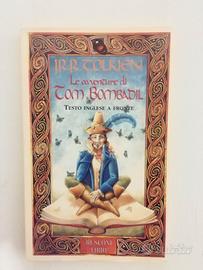 J.R.R. TOLKIEN
Le avventure di
Tom Bombadil
TESTO INGLESE A FRONTE
RUSCONI
LIBRI